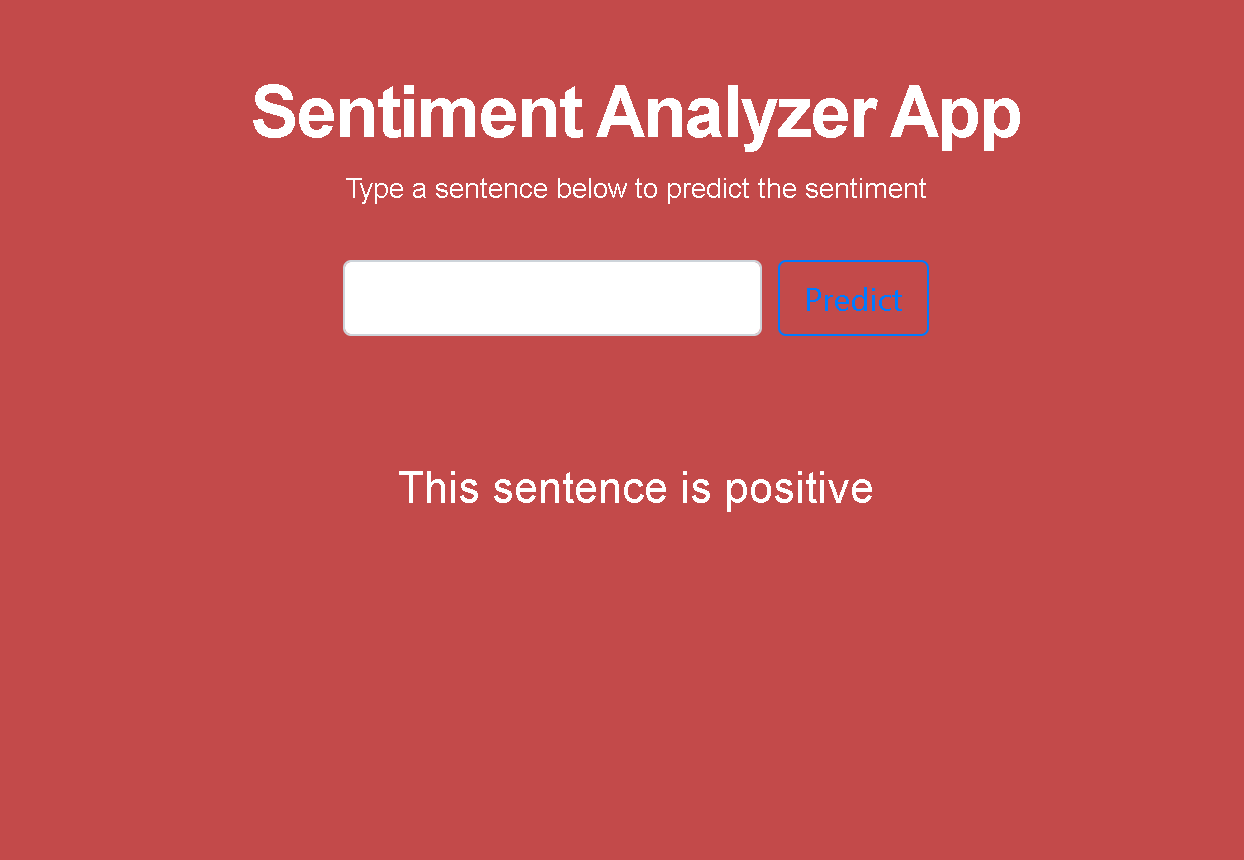 Sentiment Analyzer App
Type a sentence below to predict the sentiment
Predict
This sentence is positive